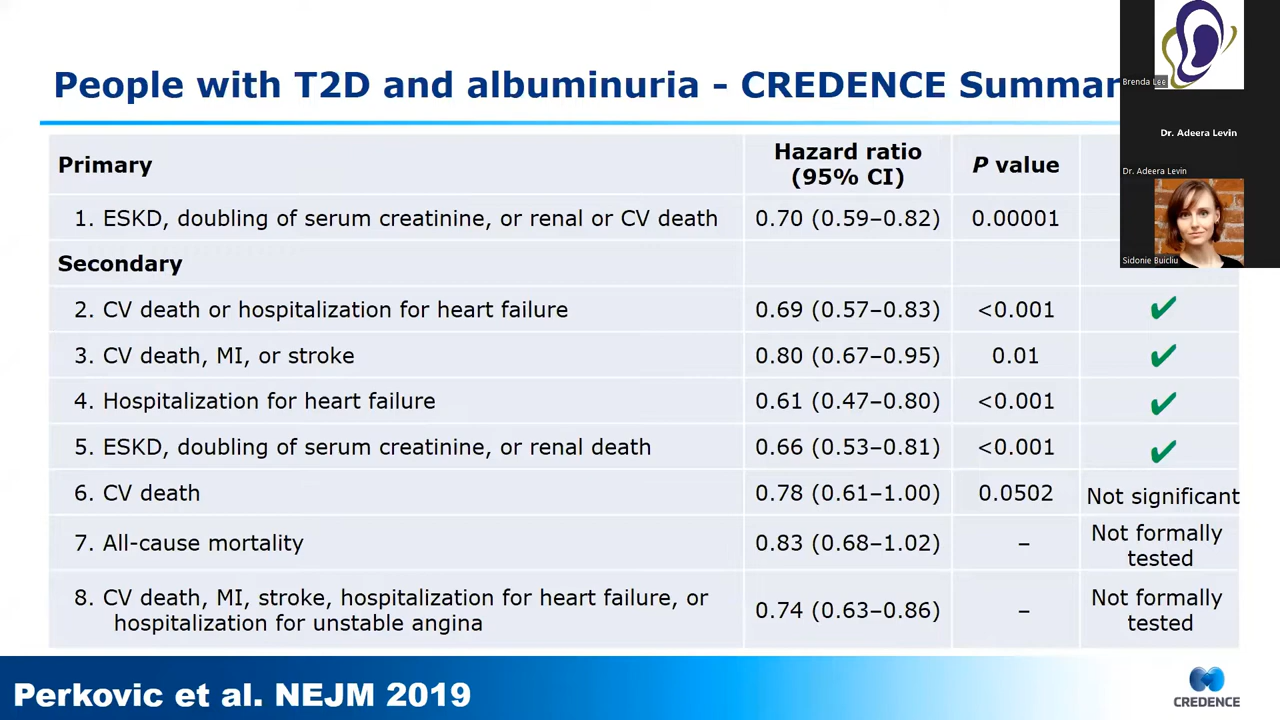 People with T2D and albuminuria - CREDENCE Summar
Brenda Lee
Dr. Adeera Levin
Dr. Adeera Levin
Sidonie Buicliu
Primary
Hazard ratio
(95% CI)
P value
1. ESKD, doubling of serum creatinine, or renal or CV death 0.70 (0.59–0.82) 0.00001
Secondary
2. CV death or hospitalization for heart failure 0.69 (0.57–0.83) <0.001 ✔
3. CV death, MI, or stroke 0.80 (0.67–0.95) 0.01 ✔
4. Hospitalization for heart failure 0.61 (0.47–0.80) <0.001 ✔
5. ESKD, doubling of serum creatinine, or renal death 0.66 (0.53–0.81) <0.001 ✔
6. CV death 0.78 (0.61–1.00) 0.0502 Not significant
7. All-cause mortality 0.83 (0.68–1.02) – Not formally
tested
8. CV death, MI, stroke, hospitalization for heart failure, or
hospitalization for unstable angina 0.74 (0.63–0.86) – Not formally
tested
Perkovic et al. NEJM 2019
CREDENCE